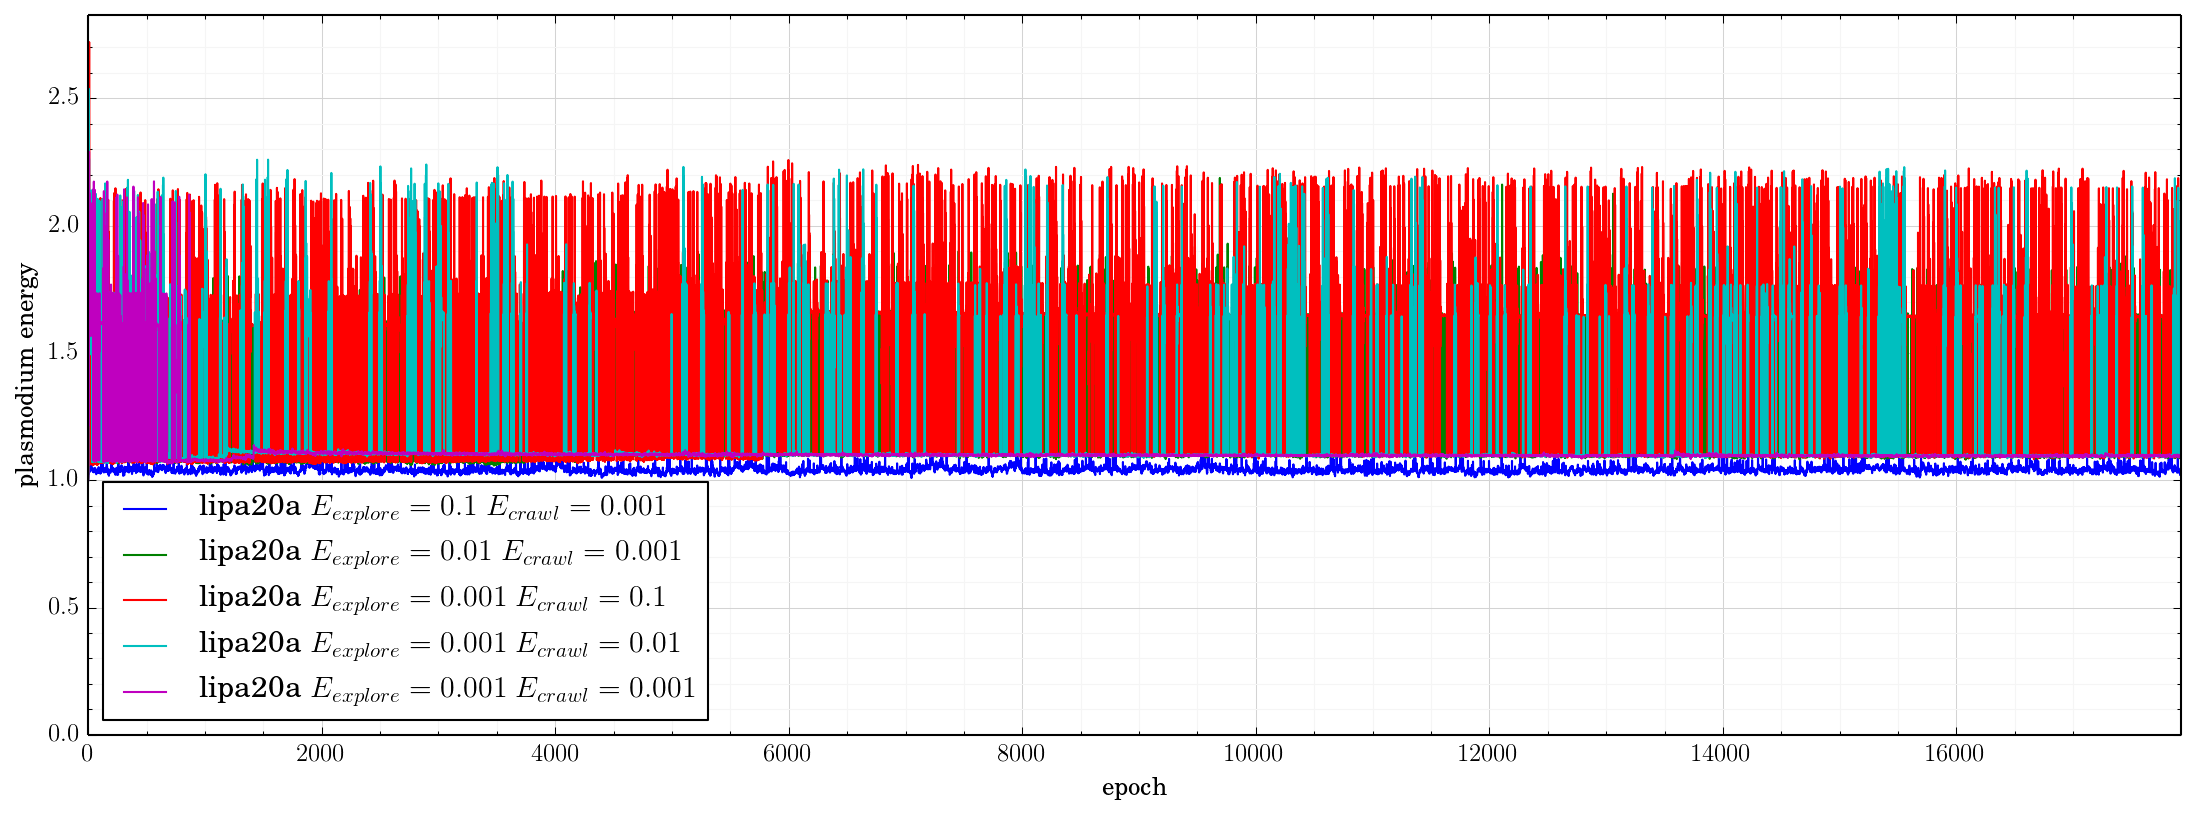 2.5
2.0
1.5
1.0
0.5
0.0
plasmodium energy
lipa20a E_explore = 0.1 E_crawl = 0.001
lipa20a E_explore = 0.01 E_crawl = 0.001
lipa20a E_explore = 0.001 E_crawl = 0.1
lipa20a E_explore = 0.001 E_crawl = 0.01
lipa20a E_explore = 0.001 E_crawl = 0.001
0 2000 4000 6000 8000 10000 12000 14000 16000
epoch